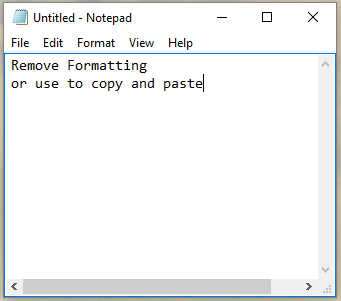 Untitled - Notepad
File Edit Format View Help
Remove Formatting
or use to copy and paste